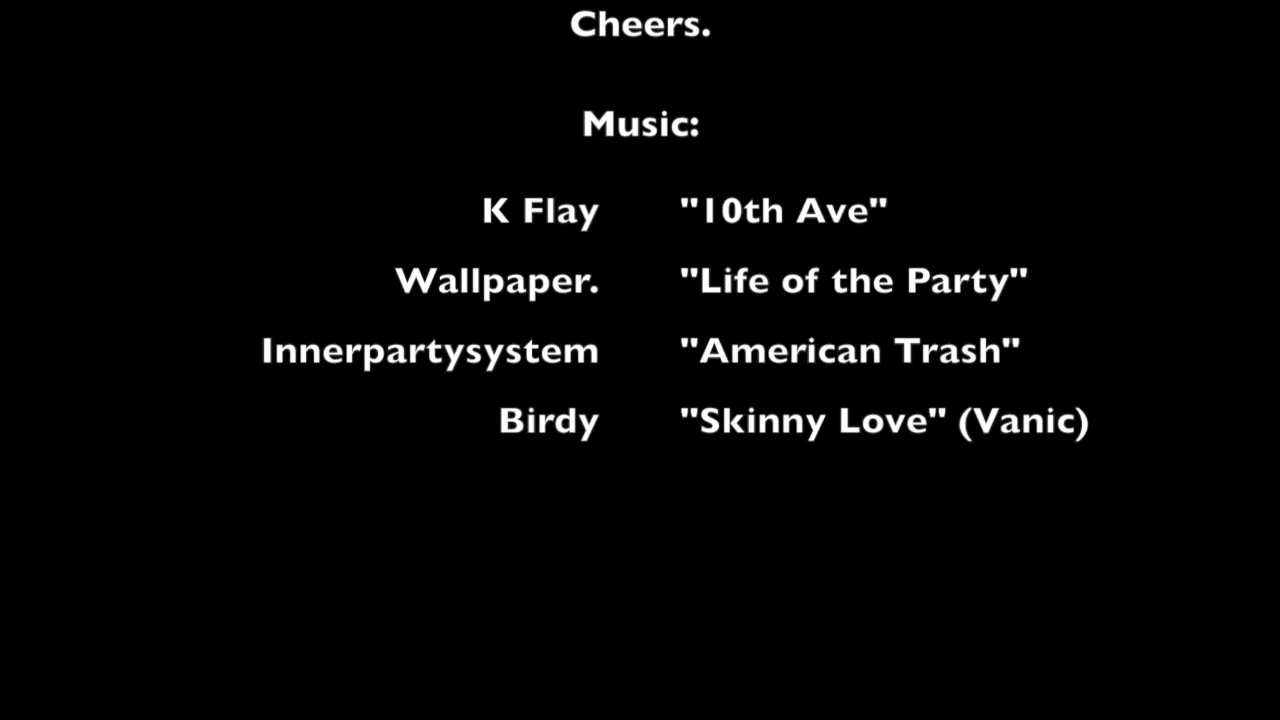 Cheers.
Music:
K Flay "10th Ave"
Wallpaper. "Life of the Party"
Innerpartysystem "American Trash"
Birdy "Skinny Love" (Vanic)